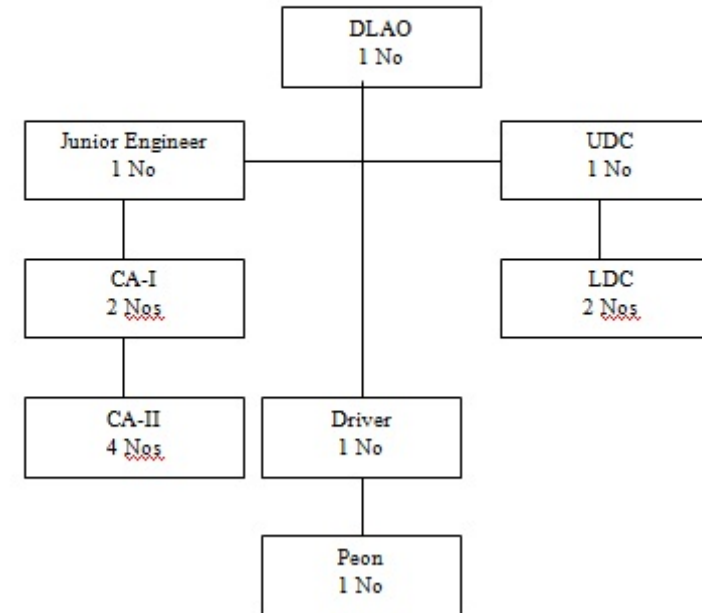 DLAO
1 No
Junior Engineer
1 No
UDC
1 No
CA-I
2 Nos
LDC
2 Nos
CA-II
4 Nos
Driver
1 No
Peon
1 No